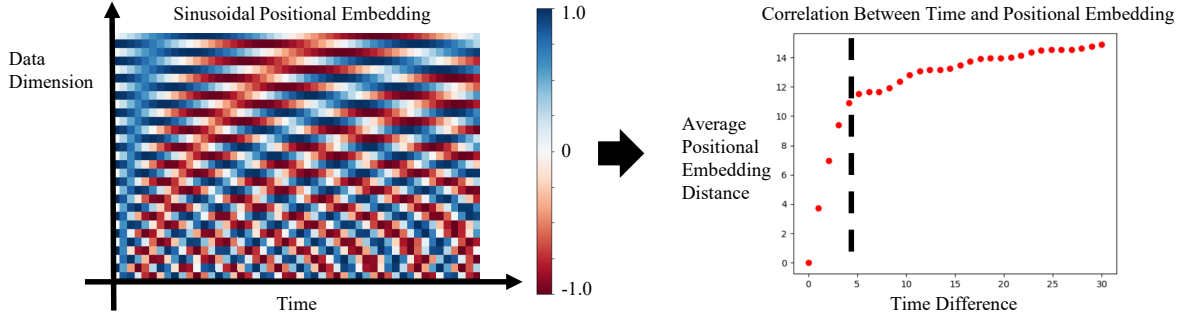 Sinusoidal Positional Embedding
Data
Dimension
Time
1.0
0
-1.0
Correlation Between Time and Positional Embedding
Average
Positional
Embedding
Distance
14
12
10
8
6
4
2
0
0 5 10 15 20 25 30
Time Difference